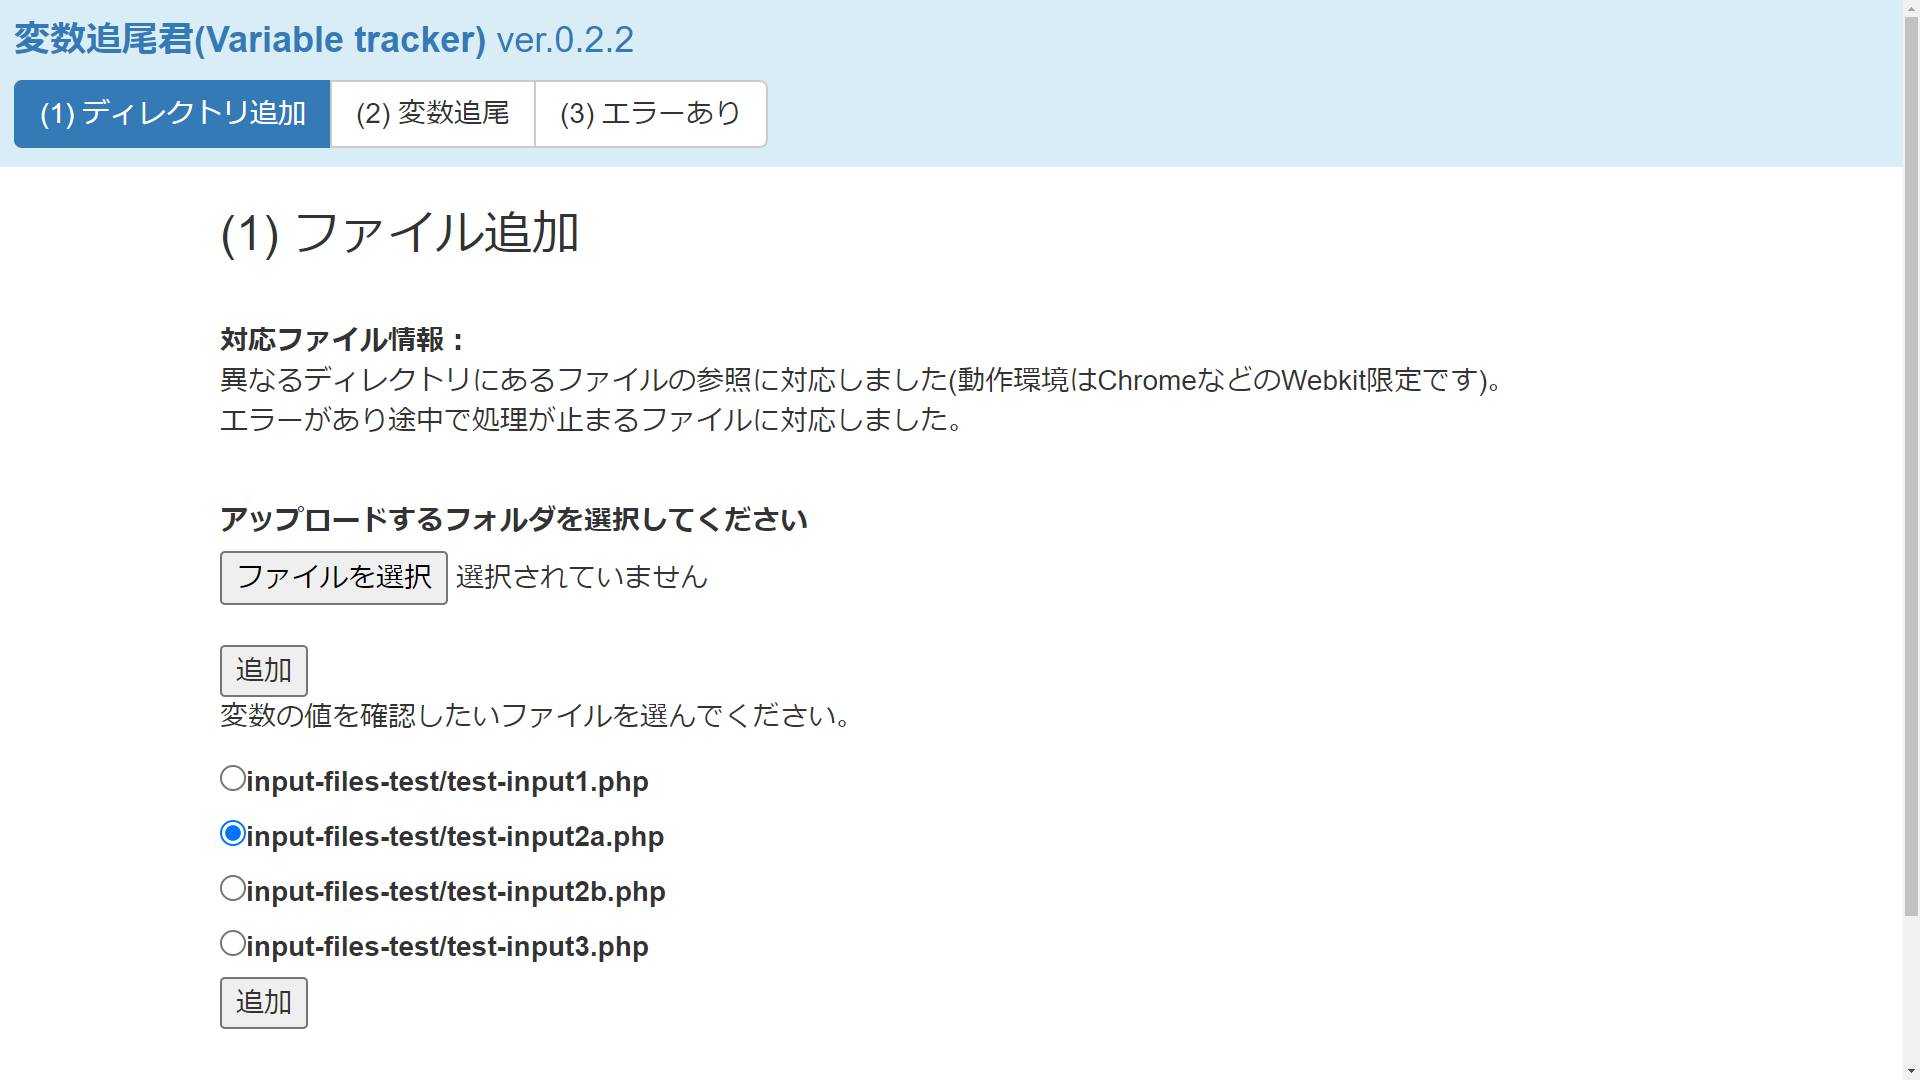 変数追尾君(Variable tracker) ver.0.2.2
(1) ディレクトリ追加 (2) 変数追尾 (3) エラーあり
(1) ファイル追加
対応ファイル情報：
異なるディレクトリにあるファイルの参照に対応しました(動作環境はChromeなどのWebkit限定です)。
エラーがあり途中で処理が止まるファイルに対応しました。
アップロードするフォルダを選択してください
ファイルを選択 選択されていません
追加
変数の値を確認したいファイルを選んでください。
input-files-test/test-input1.php
input-files-test/test-input2a.php
input-files-test/test-input2b.php
input-files-test/test-input3.php
追加